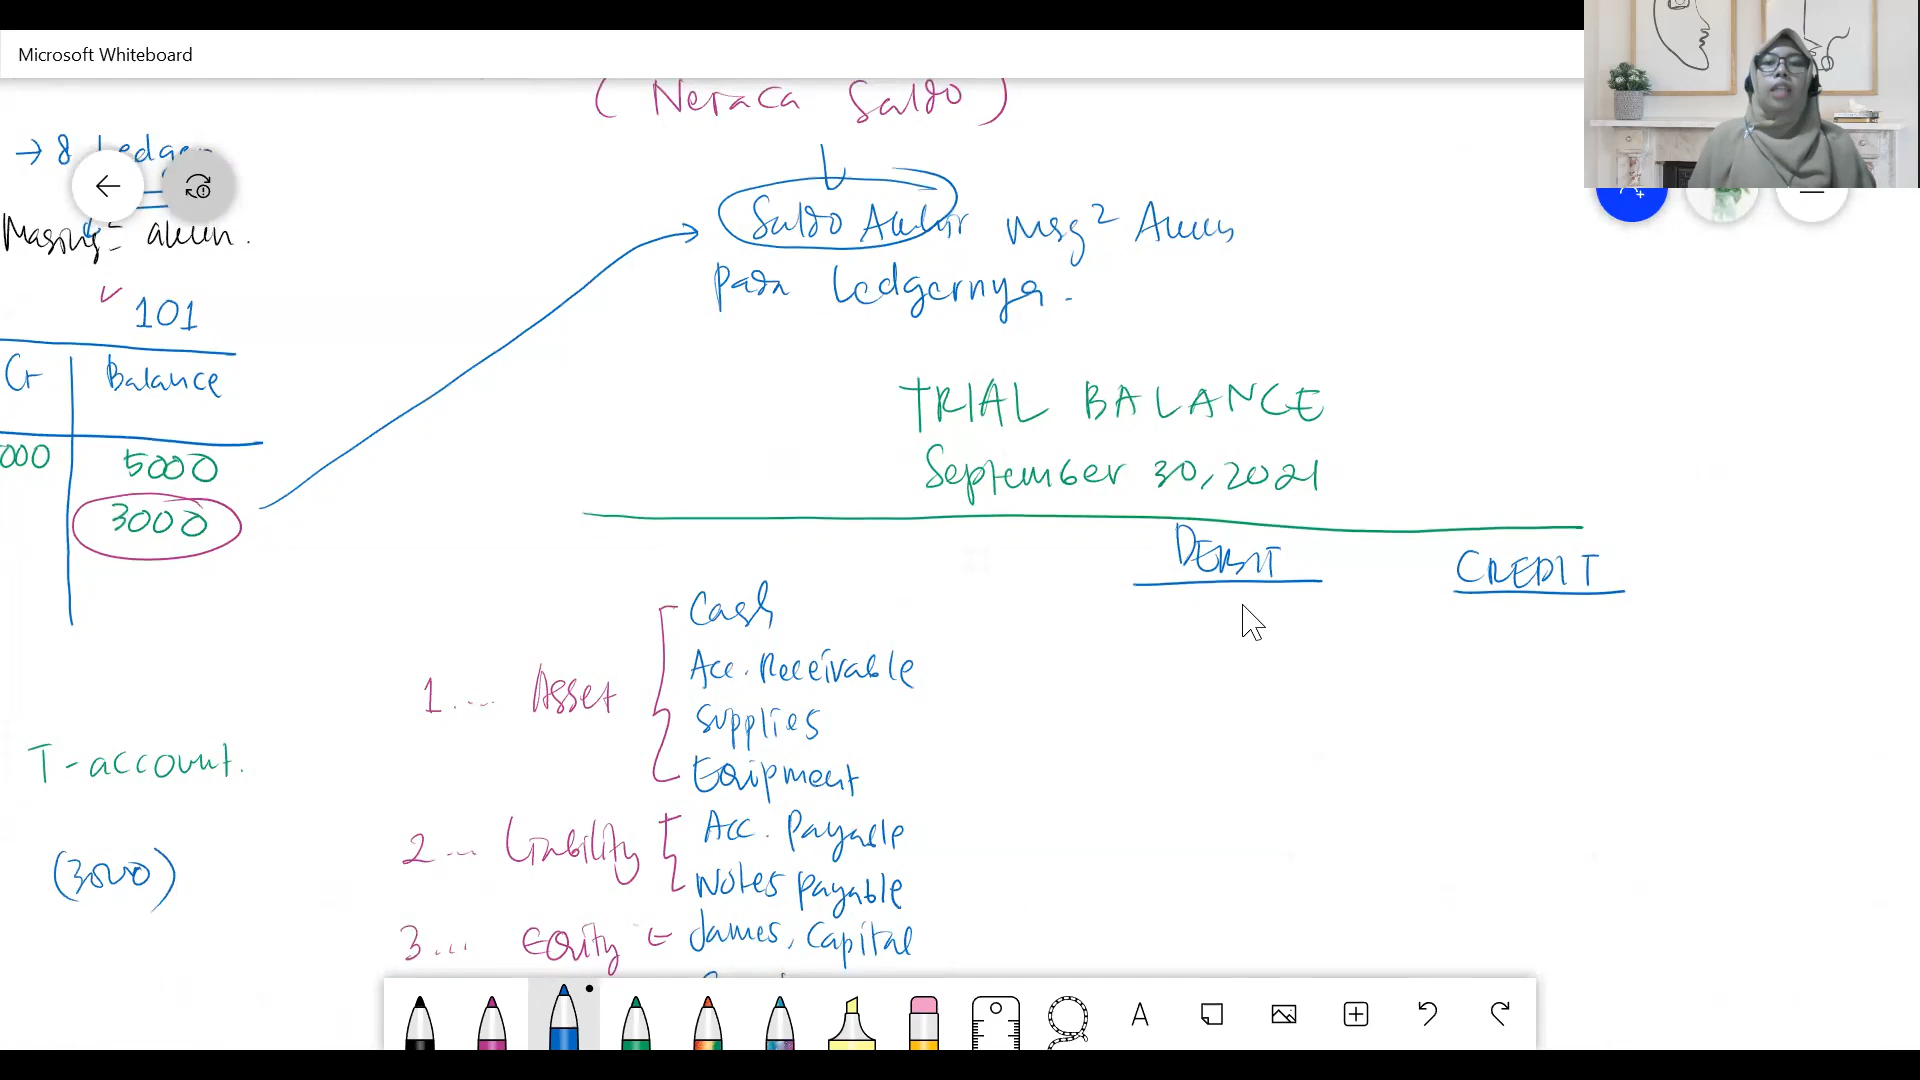 Microsoft Whiteboard
(Neraca Saldo)
→ 8 Ledger
Masing2 akun.
Saldo Akhir msg2 Akun
pada Ledgernya.
101
Cr Balance
000 5000
3000
TRIAL BALANCE
September 30, 2021
DEBIT CREDIT
1.... Asset
Cash
Acc. Receivable
Supplies
Equipment
T-account.
2... Liability
Acc. Payable
Notes payable
(3000)
3... Equity
James, Capital
A